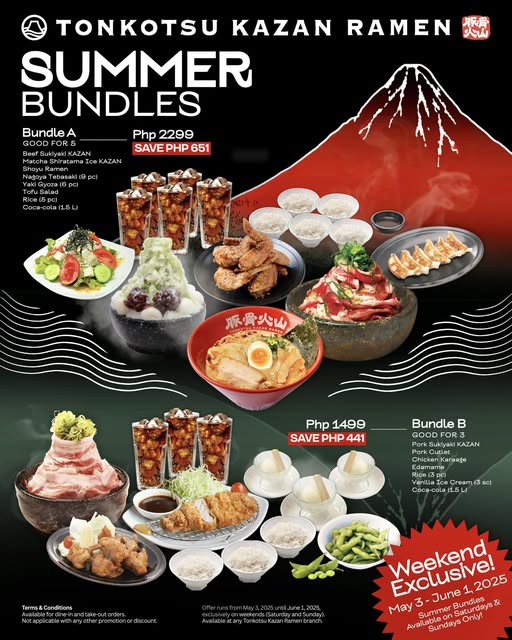 TONKOTSU KAZAN RAMEN
豚骨火山
SUMMER
BUNDLES
Bundle A
GOOD FOR 5
Php 2299
SAVE PHP 651
Beef Sukiyaki KAZAN
Matcha Shiratama Ice KAZAN
Shoyu Ramen
Nagoya Tebasaki (9 pc)
Yaki Gyoza (6 pc)
Tofu Salad
Rice (5 pc)
Coca-cola (1.5 L)
豚骨火山
TONKOTSU KAZAN RAMEN
Php 1499
SAVE PHP 441
Bundle B
GOOD FOR 3
Pork Sukiyaki KAZAN
Pork Cutlet
Chicken Karaage
Edamame
Rice (3 pc)
Vanilla Ice Cream (3 sc)
Coca-cola (1.5 L)
Weekend
Exclusive!
May 3 - June 1, 2025
Summer Bundles
Available on Saturdays &
Sundays Only!
Terms & Conditions
Available for dine-in and take-out orders.
Not applicable with any other promotion or discount.
Offer runs from May 3, 2025 until June 1, 2025,
exclusively on weekends (Saturday and Sunday).
Available at any Tonkotsu Kazan Ramen branch.